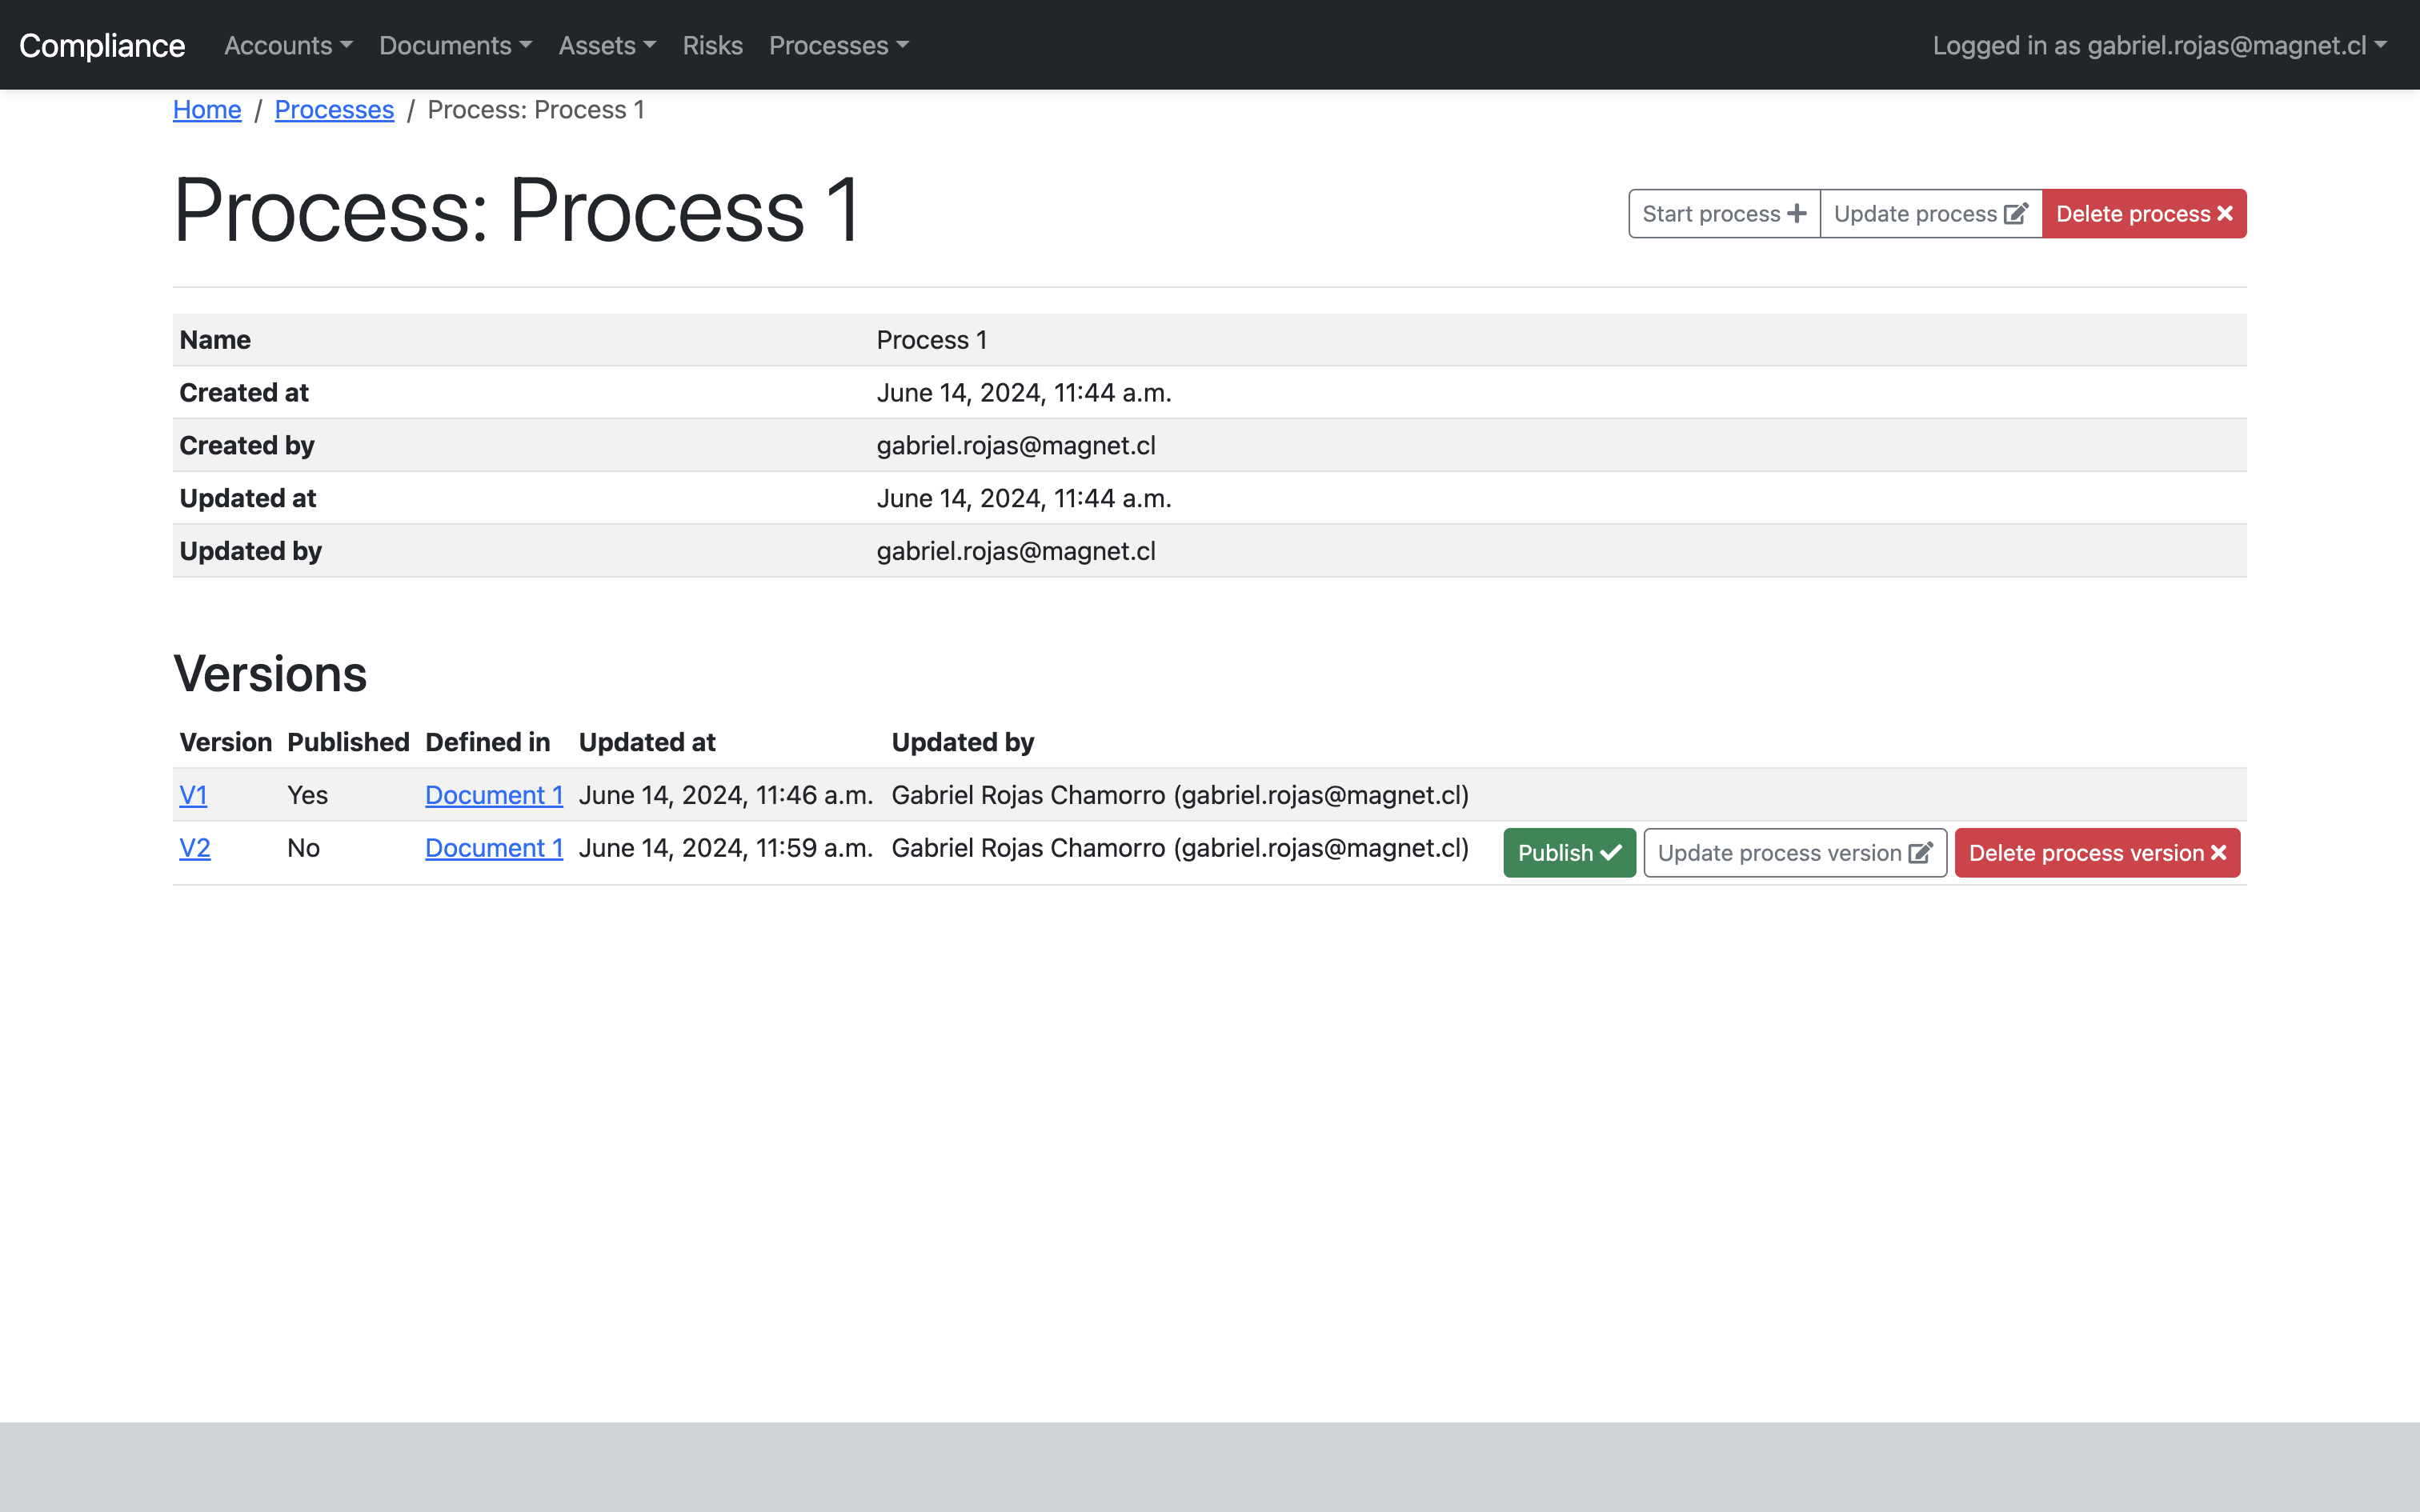 Compliance Accounts Documents Assets Risks Processes Logged in as gabriel.rojas@magnet.cl
Home / Processes / Process: Process 1
Process: Process 1
Start process Update process Delete process
Name Process 1
Created at June 14, 2024, 11:44 a.m.
Created by gabriel.rojas@magnet.cl
Updated at June 14, 2024, 11:44 a.m.
Updated by gabriel.rojas@magnet.cl
Versions
Version Published Defined in Updated at Updated by
V1 Yes Document 1 June 14, 2024, 11:46 a.m. Gabriel Rojas Chamorro (gabriel.rojas@magnet.cl)
V2 No Document 1 June 14, 2024, 11:59 a.m. Gabriel Rojas Chamorro (gabriel.rojas@magnet.cl) Publish Update process version Delete process version